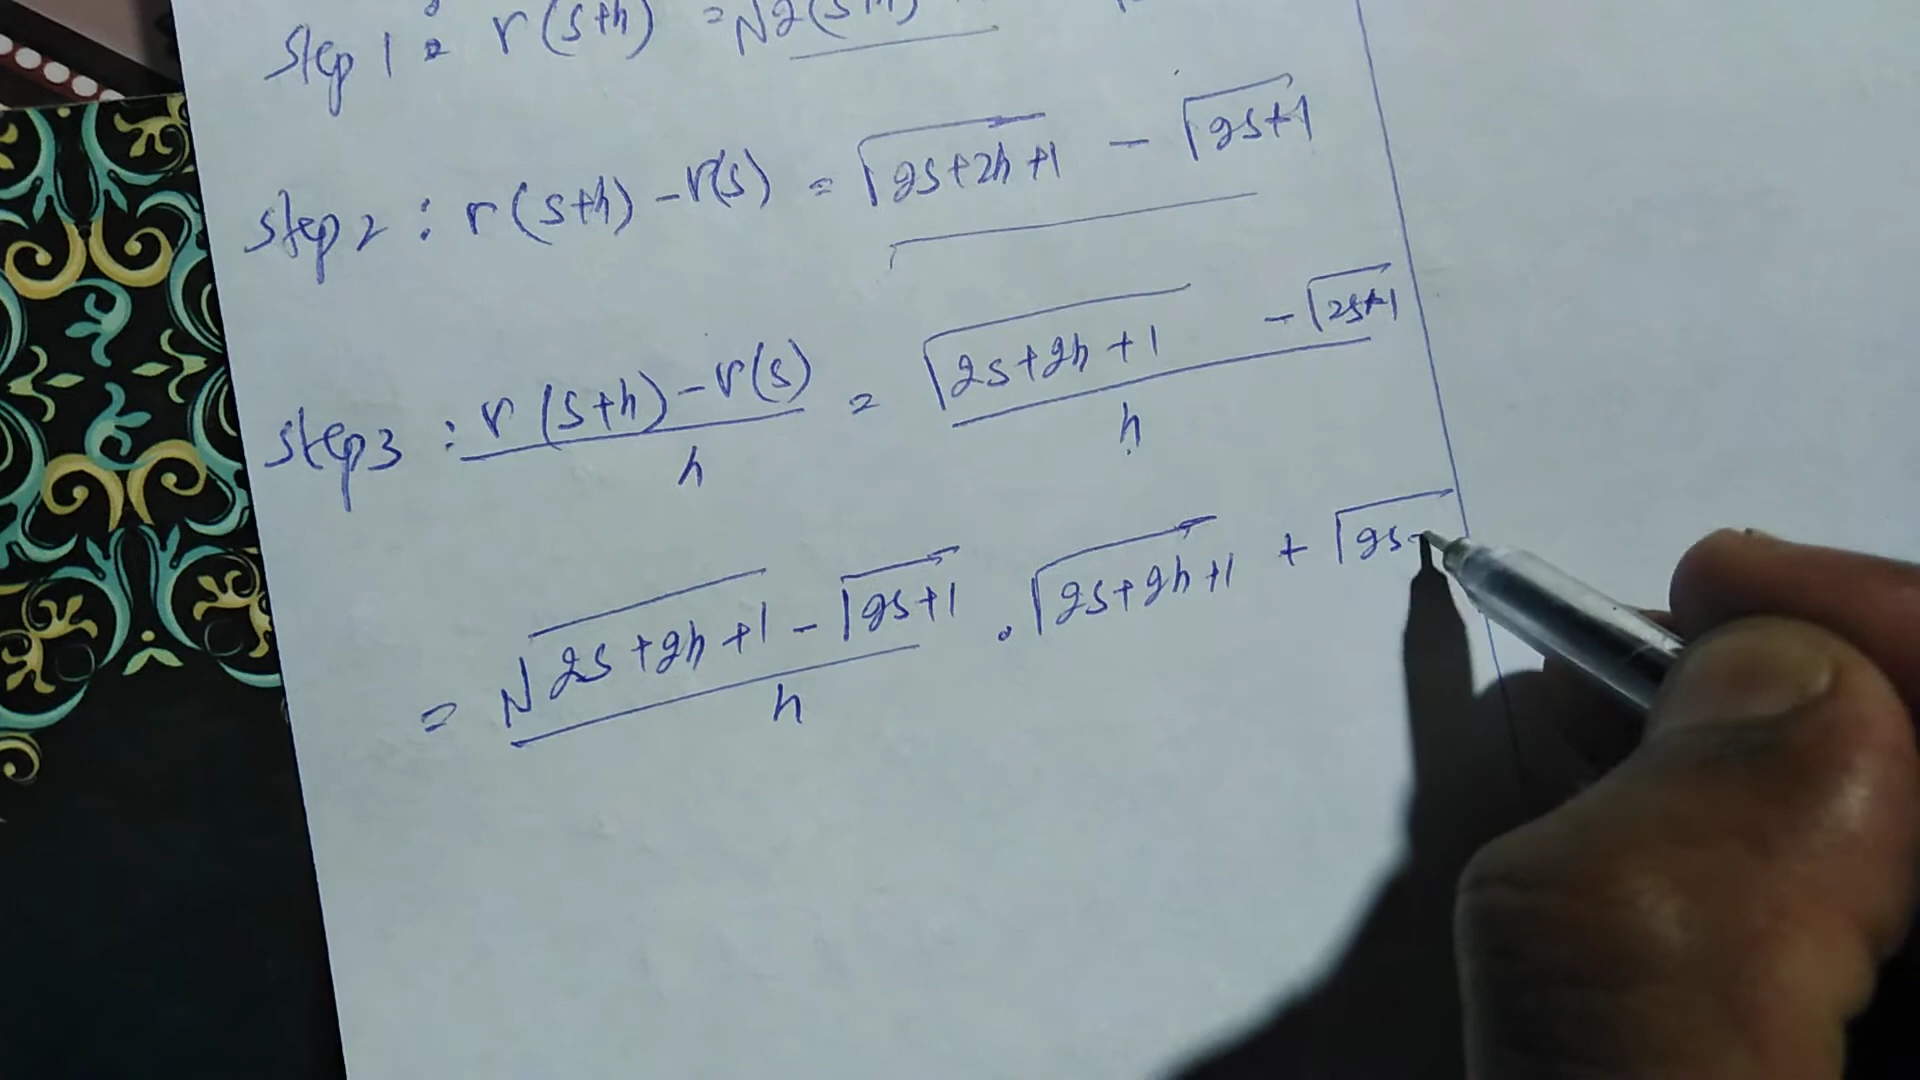 Step 1: r(s+h) = √2(s+h)
Step 2: r(s+h) - r(s) = √2s+2h+1 - √2s+1
Step 3: r(s+h) - r(s) / h = √2s+2h+1 - √2s+1 / h
= √2s+2h+1 - √2s+1 / h . √2s+2h+1 + √2s